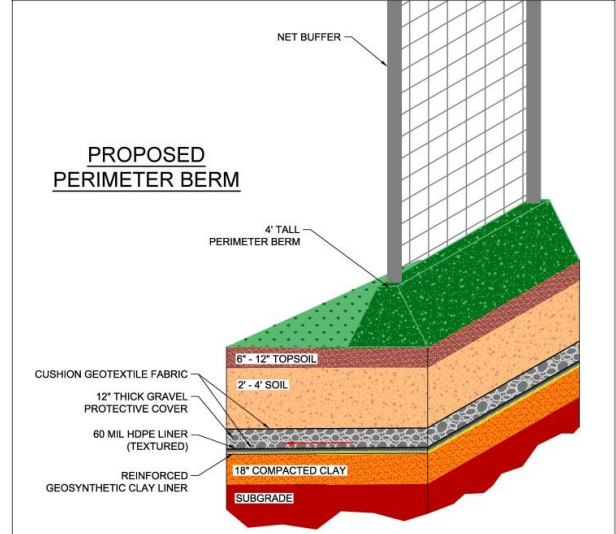 NET BUFFER
PROPOSED
PERIMETER BERM
4' TALL
PERIMETER BERM
6" - 12" TOPSOIL
CUSHION GEOTEXTILE FABRIC
2' - 4' SOIL
12" THICK GRAVEL
PROTECTIVE COVER
60 MIL HDPE LINER
(TEXTURED)
REINFORCED
GEOSYNTHETIC CLAY LINER
18" COMPACTED CLAY
SUBGRADE